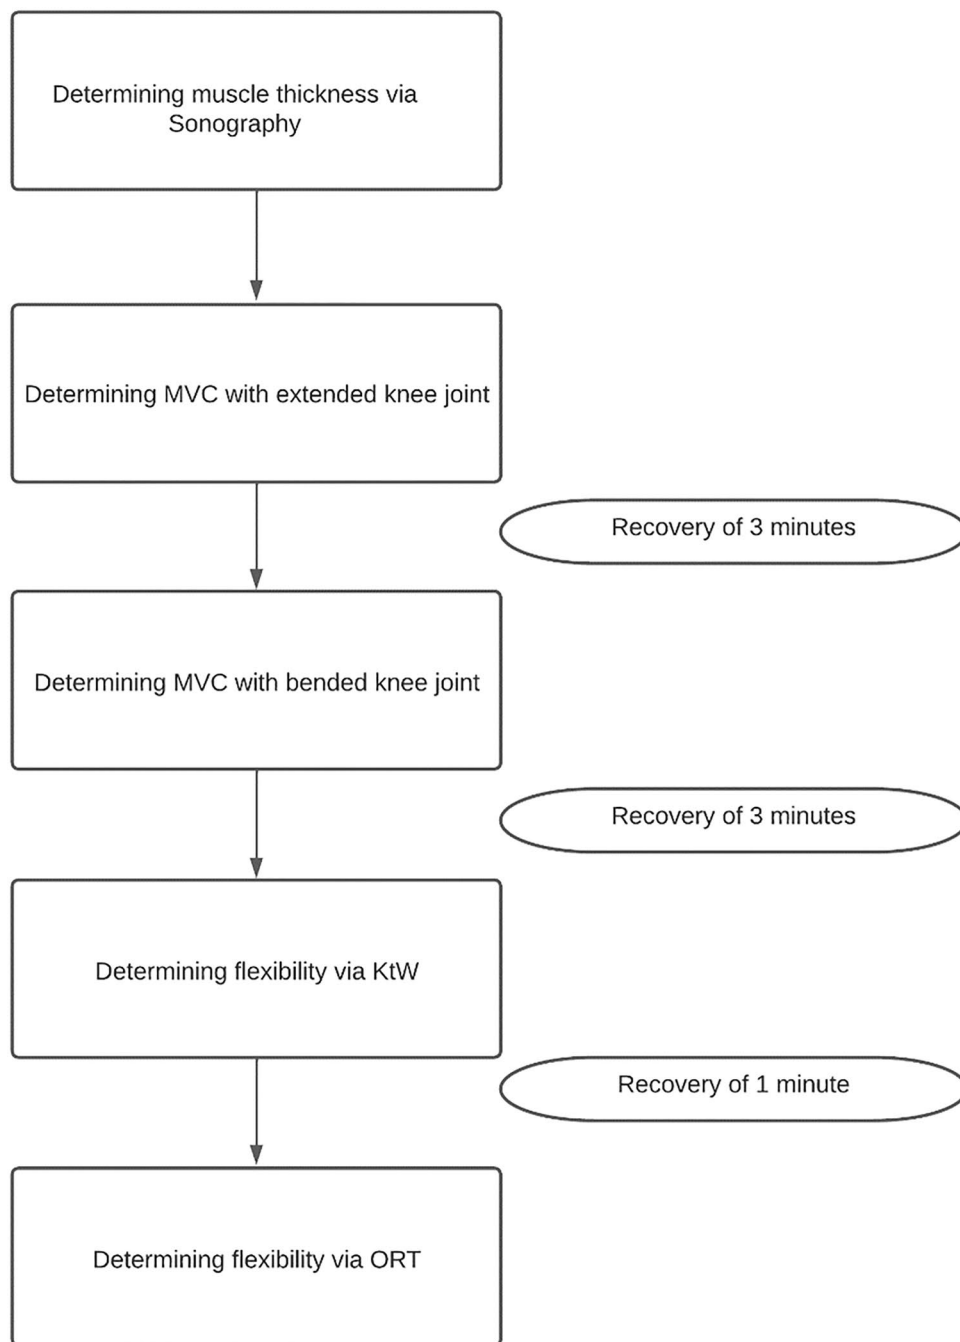 Determining muscle thickness via
Sonography
Determining MVC with extended knee joint
Recovery of 3 minutes
Determining MVC with bended knee joint
Recovery of 3 minutes
Determining flexibility via KtW
Recovery of 1 minute
Determining flexibility via ORT